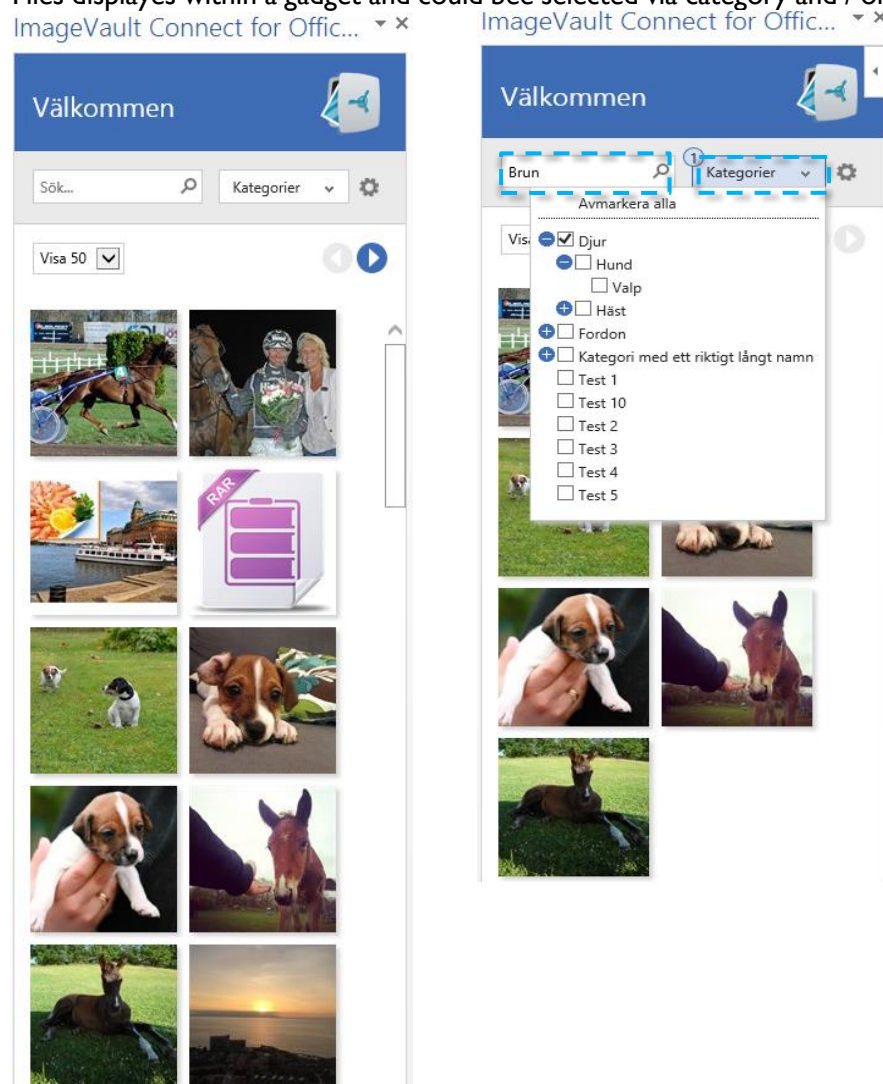 Files displayes within a gadget and could bee selected via category and / or
ImageVault Connect for Offic...
Välkommen
Sök...
Kategorier
Visa 50
RAR
ImageVault Connect for Offic...
Välkommen
Brun
1
Kategorier
Avmarkera alla
Djur
Hund
Valp
Häst
Fordon
Kategori med ett riktigt långt namn
Test 1
Test 10
Test 2
Test 3
Test 4
Test 5